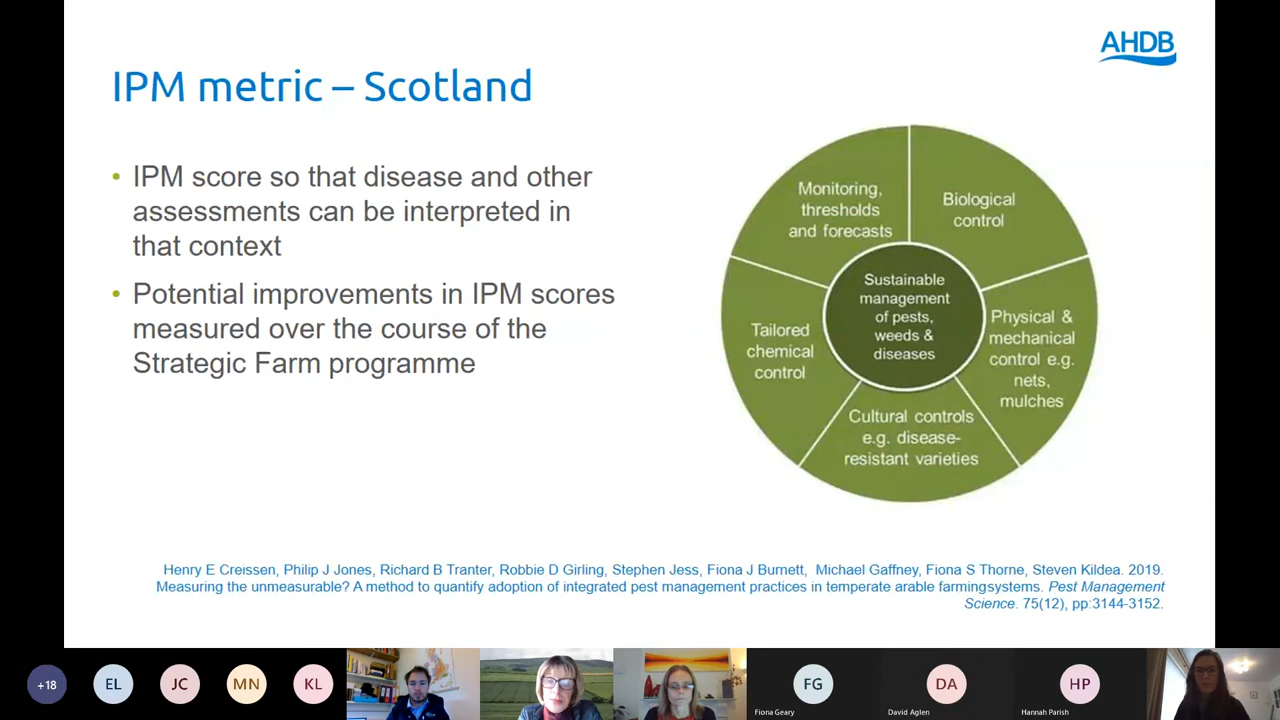 AHDB
IPM metric – Scotland
• IPM score so that disease and other
assessments can be interpreted in
that context
• Potential improvements in IPM scores
measured over the course of the
Strategic Farm programme
Monitoring,
thresholds
and forecasts
Biological
control
Sustainable
management
of pests,
weeds &
diseases
Tailored
chemical
control
Physical &
mechanical
control e.g.
nets,
mulches
Cultural controls
e.g. disease-
resistant varieties
Henry E Creissen, Philip J Jones, Richard B Tranter, Robbie D Girling, Stephen Jess, Fiona J Burnett, Michael Gaffney, Fiona S Thorne, Steven Kildea. 2019.
Measuring the unmeasurable? A method to quantify adoption of integrated pest management practices in temperate arable farmingsystems. Pest Management
Science. 75(12), pp:3144-3152.
+18
EL
JC
MN
KL
FG
Fiona Geary
DA
David Aglen
HP
Hannah Parish